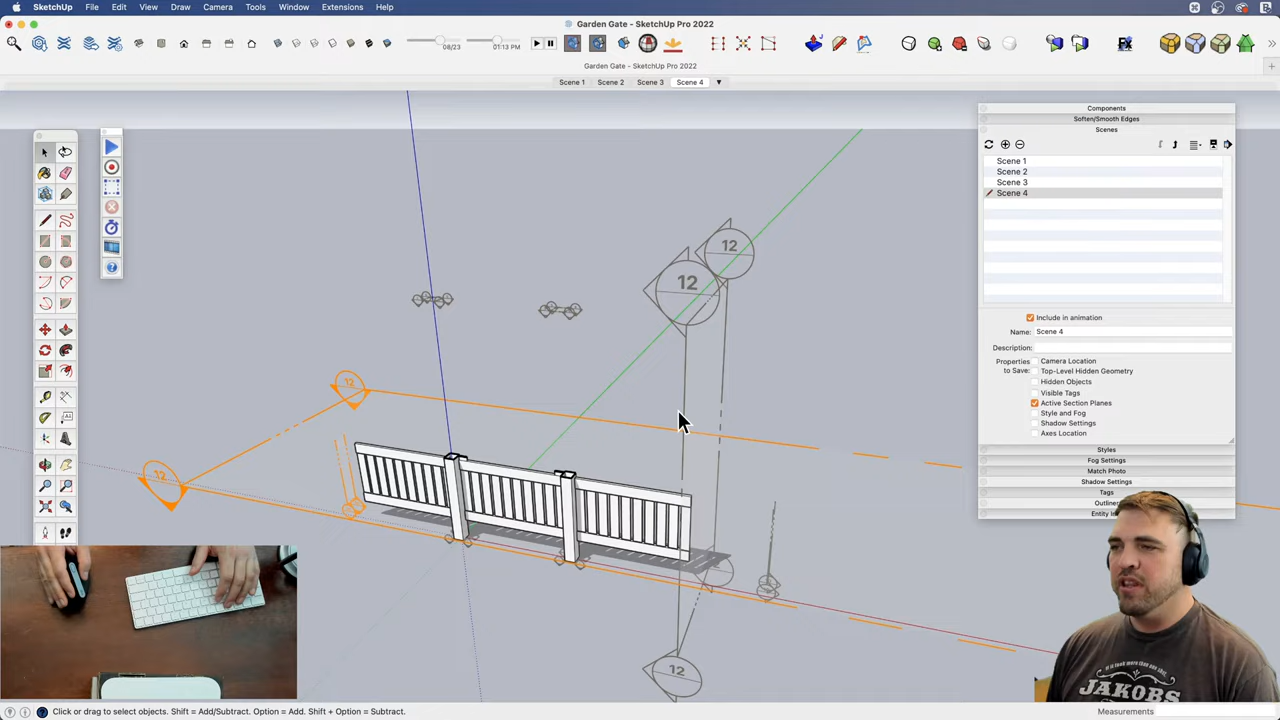 SketchUp File Edit View Draw Camera Tools Window Extensions Help
Garden Gate - SketchUp Pro 2022
08/23 01:13 PM
Garden Gate - SketchUp Pro 2022
Scene 1 Scene 2 Scene 3 Scene 4
Components
Soften/Smooth Edges
Scenes
Scene 1
Scene 2
Scene 3
Scene 4
Include in animation
Name: Scene 4
Description:
Properties to Save:
Camera Location
Top-Level Hidden Geometry
Hidden Objects
Visible Tags
Active Section Planes
Style and Fog
Shadow Settings
Axes Location
Styles
Fog Settings
Match Photo
Shadow Settings
Tags
12
12
12
12
12
JAKOBS
Click or drag to select objects. Shift = Add/Subtract. Option = Add. Shift + Option = Subtract.
Measurements